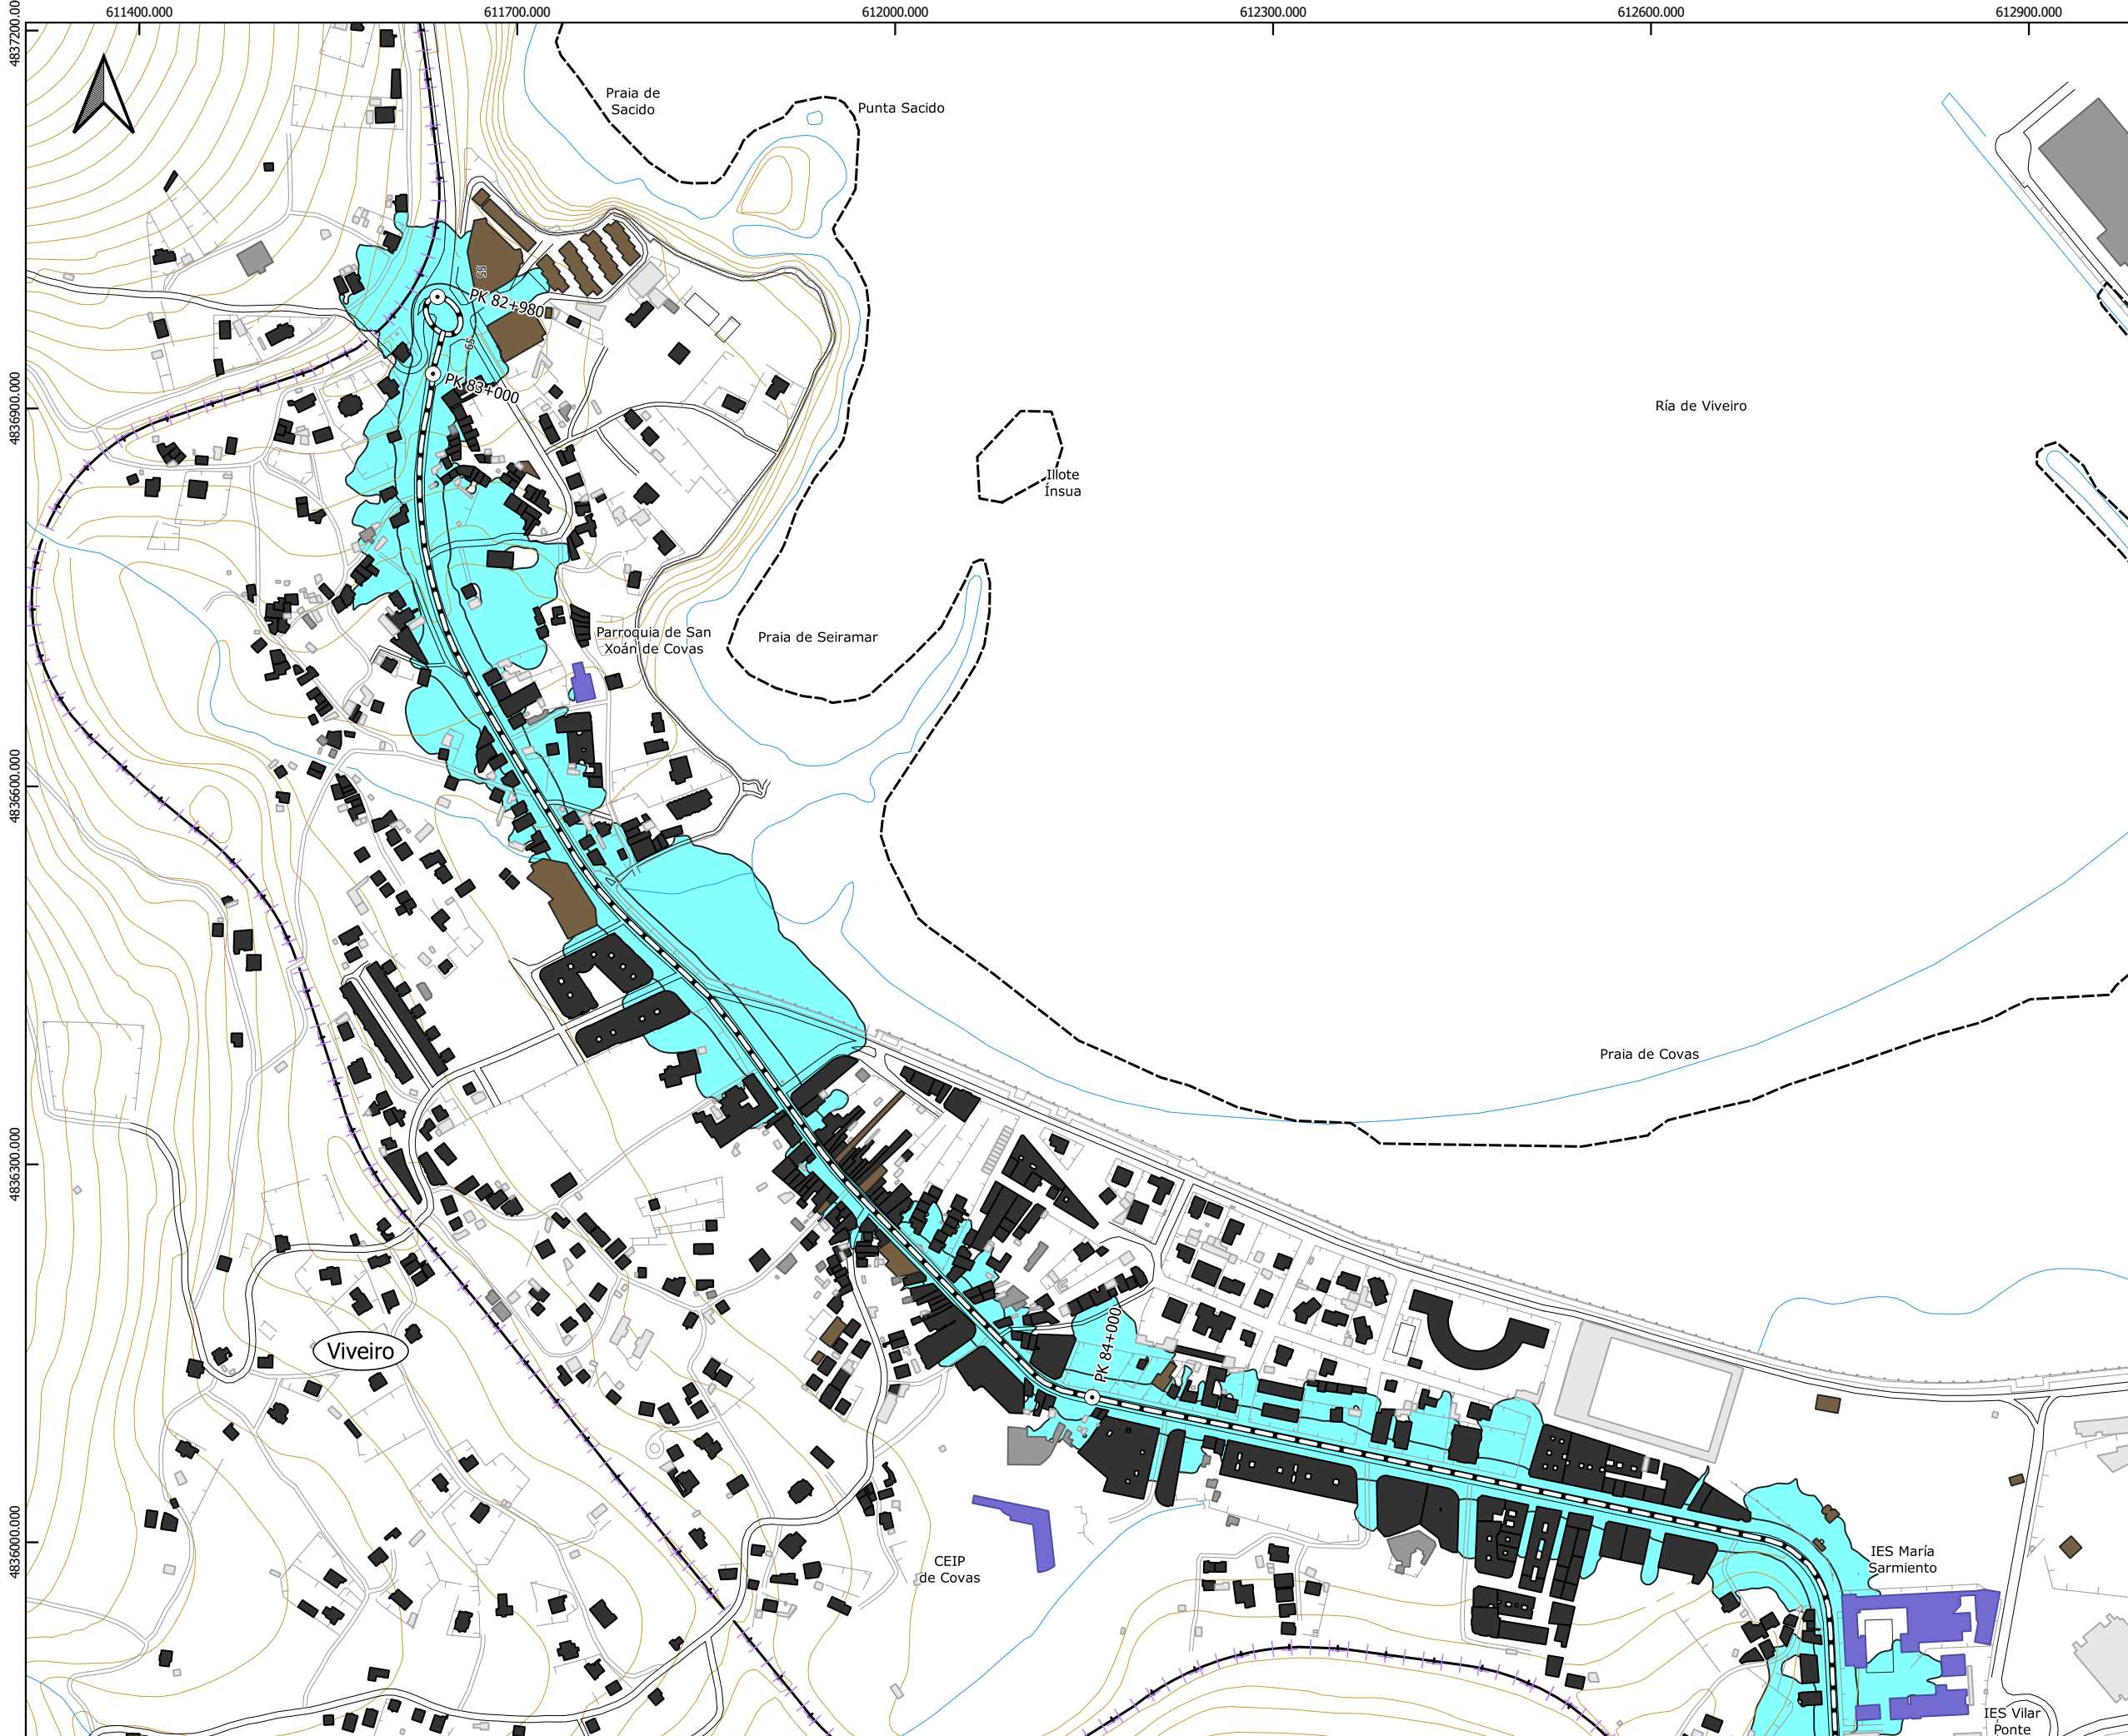 611400.000
611700.000
612000.000
612300.000
612600.000
612900.000
4837200.00
4836900.000
4836600.000
4836300.000
4836000.000
Praia de
Sacido
Punta Sacido
55
PK 82+980
65
PK 83+000
Ría de Viveiro
Illote
Ínsua
Parroquia de San
Xoán de Covas
Praia de Seiramar
Praia de Covas
PK 84+000
Viveiro
CEIP
de Covas
IES María
Sarmiento
IES Vilar
Ponte